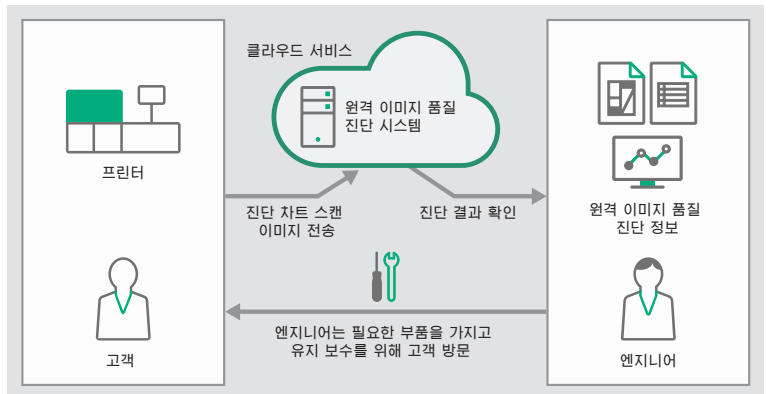 클라우드 서비스
원격 이미지 품질
진단 시스템
프린터
진단 차트 스캔
이미지 전송
진단 결과 확인
원격 이미지 품질
진단 정보
고객
엔지니어는 필요한 부품을 가지고
유지 보수를 위해 고객 방문
엔지니어